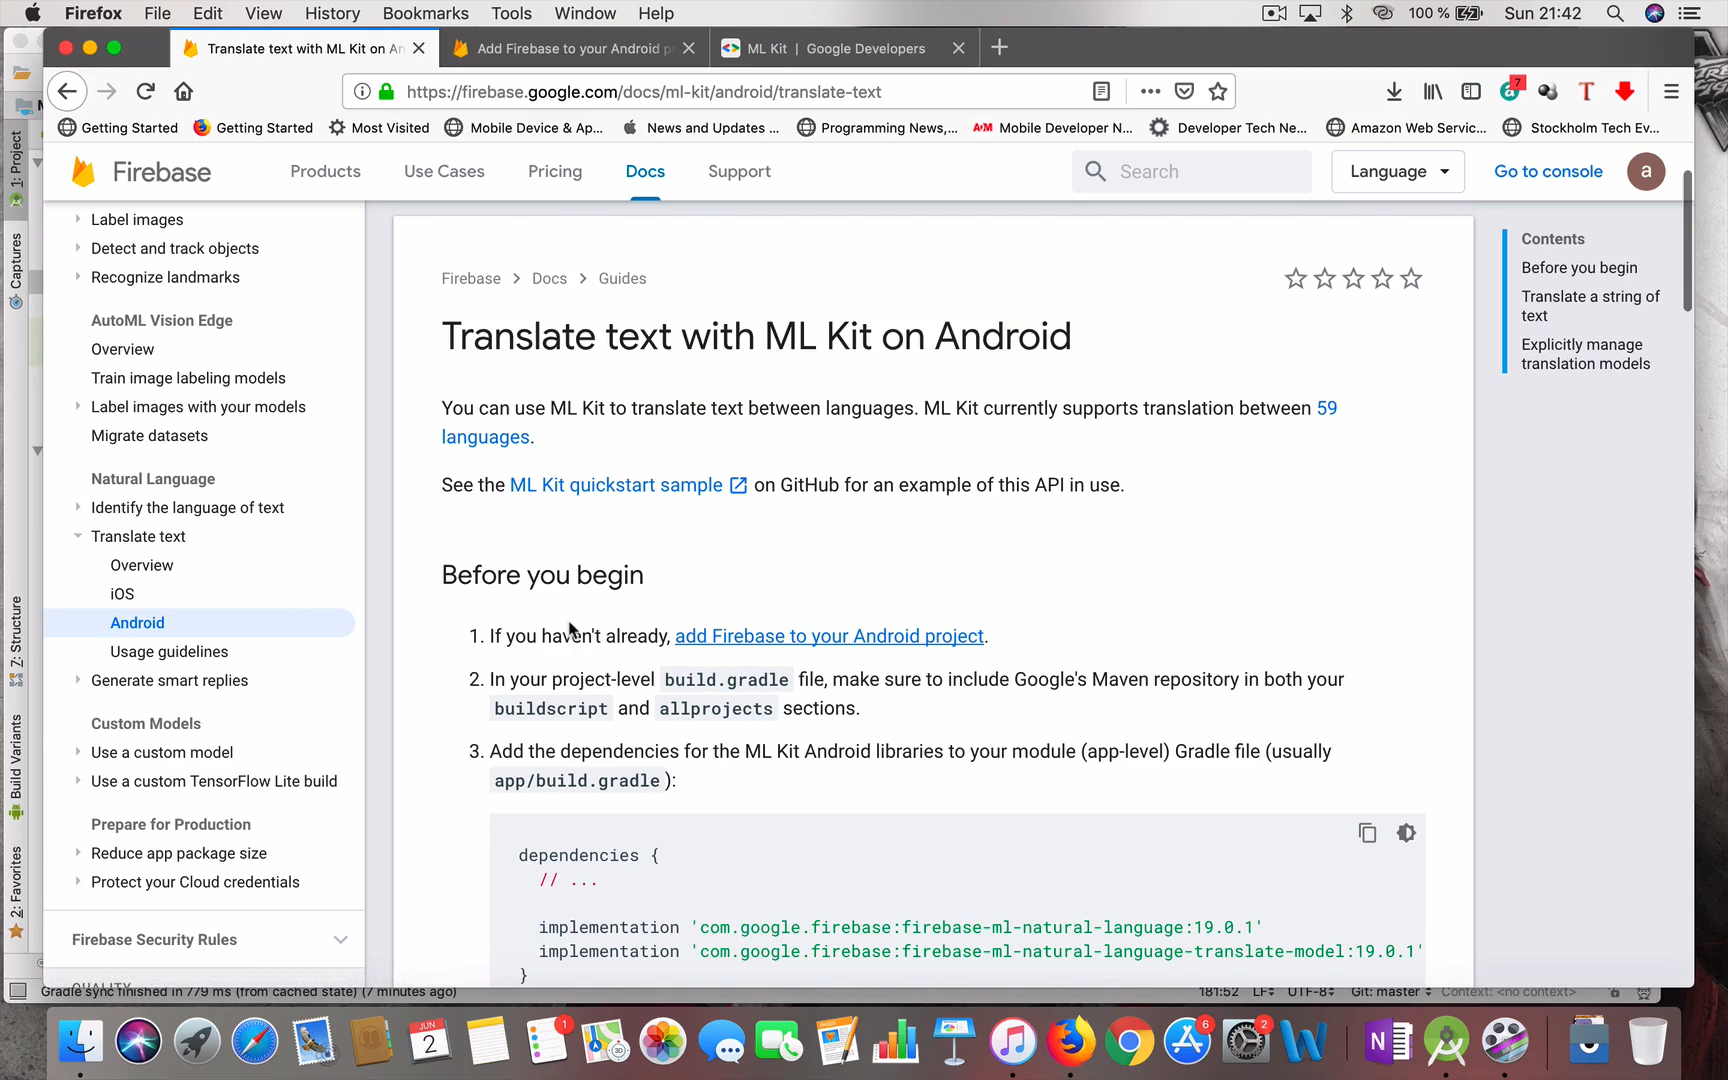 Firefox File Edit View History Bookmarks Tools Window Help 100 % Sun 21:42
Translate text with ML Kit on An Add Firebase to your Android p ML Kit | Google Developers
https://firebase.google.com/docs/ml-kit/android/translate-text 7
Getting Started Getting Started Most Visited Mobile Device & Ap... News and Updates ... Programming News,... Mobile Developer N... Developer Tech Ne... Amazon Web Servic... Stockholm Tech Ev...
Firebase Products Use Cases Pricing Docs Support Search Language Go to console a
1: Project
Captures
Z: Structure
Build Variants
2: Favorites
Label images
Detect and track objects
Recognize landmarks
AutoML Vision Edge
Overview
Train image labeling models
Label images with your models
Migrate datasets
Natural Language
Identify the language of text
Translate text
Overview
iOS
Android
Usage guidelines
Generate smart replies
Custom Models
Use a custom model
Use a custom TensorFlow Lite build
Prepare for Production
Reduce app package size
Protect your Cloud credentials
Firebase Security Rules
QUALITY
Firebase > Docs > Guides
Translate text with ML Kit on Android
You can use ML Kit to translate text between languages. ML Kit currently supports translation between 59
languages.
See the ML Kit quickstart sample on GitHub for an example of this API in use.
Before you begin
1. If you haven't already, add Firebase to your Android project.
2. In your project-level build.gradle file, make sure to include Google's Maven repository in both your
buildscript and allprojects sections.
3. Add the dependencies for the ML Kit Android libraries to your module (app-level) Gradle file (usually
app/build.gradle ):
dependencies {
// ...
implementation 'com.google.firebase:firebase-ml-natural-language:19.0.1'
implementation 'com.google.firebase:firebase-ml-natural-language-translate-model:19.0.1'
}
Contents
Before you begin
Translate a string of
text
Explicitly manage
translation models
Gradle sync finished in 779 ms (from cached state) (7 minutes ago) 181:52 LF UTF-8 Git: master Context: <no context>
JUN
2
1
6
2